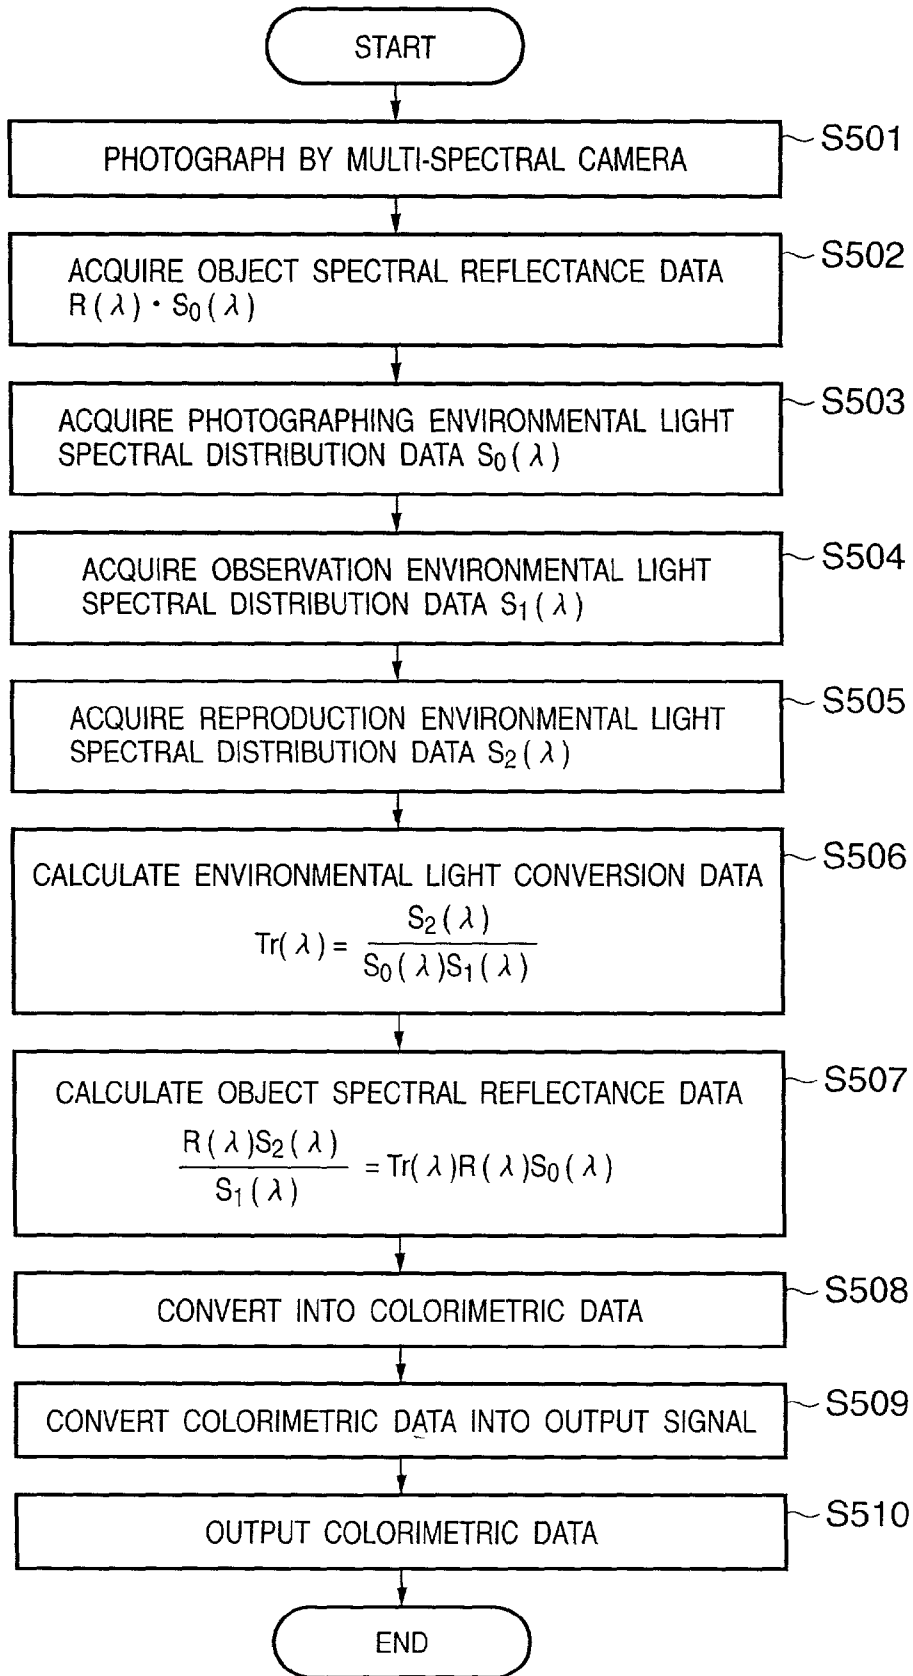 START
PHOTOGRAPH BY MULTI-SPECTRAL CAMERA
S501
ACQUIRE OBJECT SPECTRAL REFLECTANCE DATA
R(λ)・S₀(λ)
S502
ACQUIRE PHOTOGRAPHING ENVIRONMENTAL LIGHT
SPECTRAL DISTRIBUTION DATA S₀(λ)
S503
ACQUIRE OBSERVATION ENVIRONMENTAL LIGHT
SPECTRAL DISTRIBUTION DATA S₁(λ)
S504
ACQUIRE REPRODUCTION ENVIRONMENTAL LIGHT
SPECTRAL DISTRIBUTION DATA S₂(λ)
S505
CALCULATE ENVIRONMENTAL LIGHT CONVERSION DATA
Tr(λ) = S₂(λ) / S₀(λ)S₁(λ)
S506
CALCULATE OBJECT SPECTRAL REFLECTANCE DATA
R(λ)S₂(λ) / S₁(λ) = Tr(λ)R(λ)S₀(λ)
S507
CONVERT INTO COLORIMETRIC DATA
S508
CONVERT COLORIMETRIC DATA INTO OUTPUT SIGNAL
S509
OUTPUT COLORIMETRIC DATA
S510
END